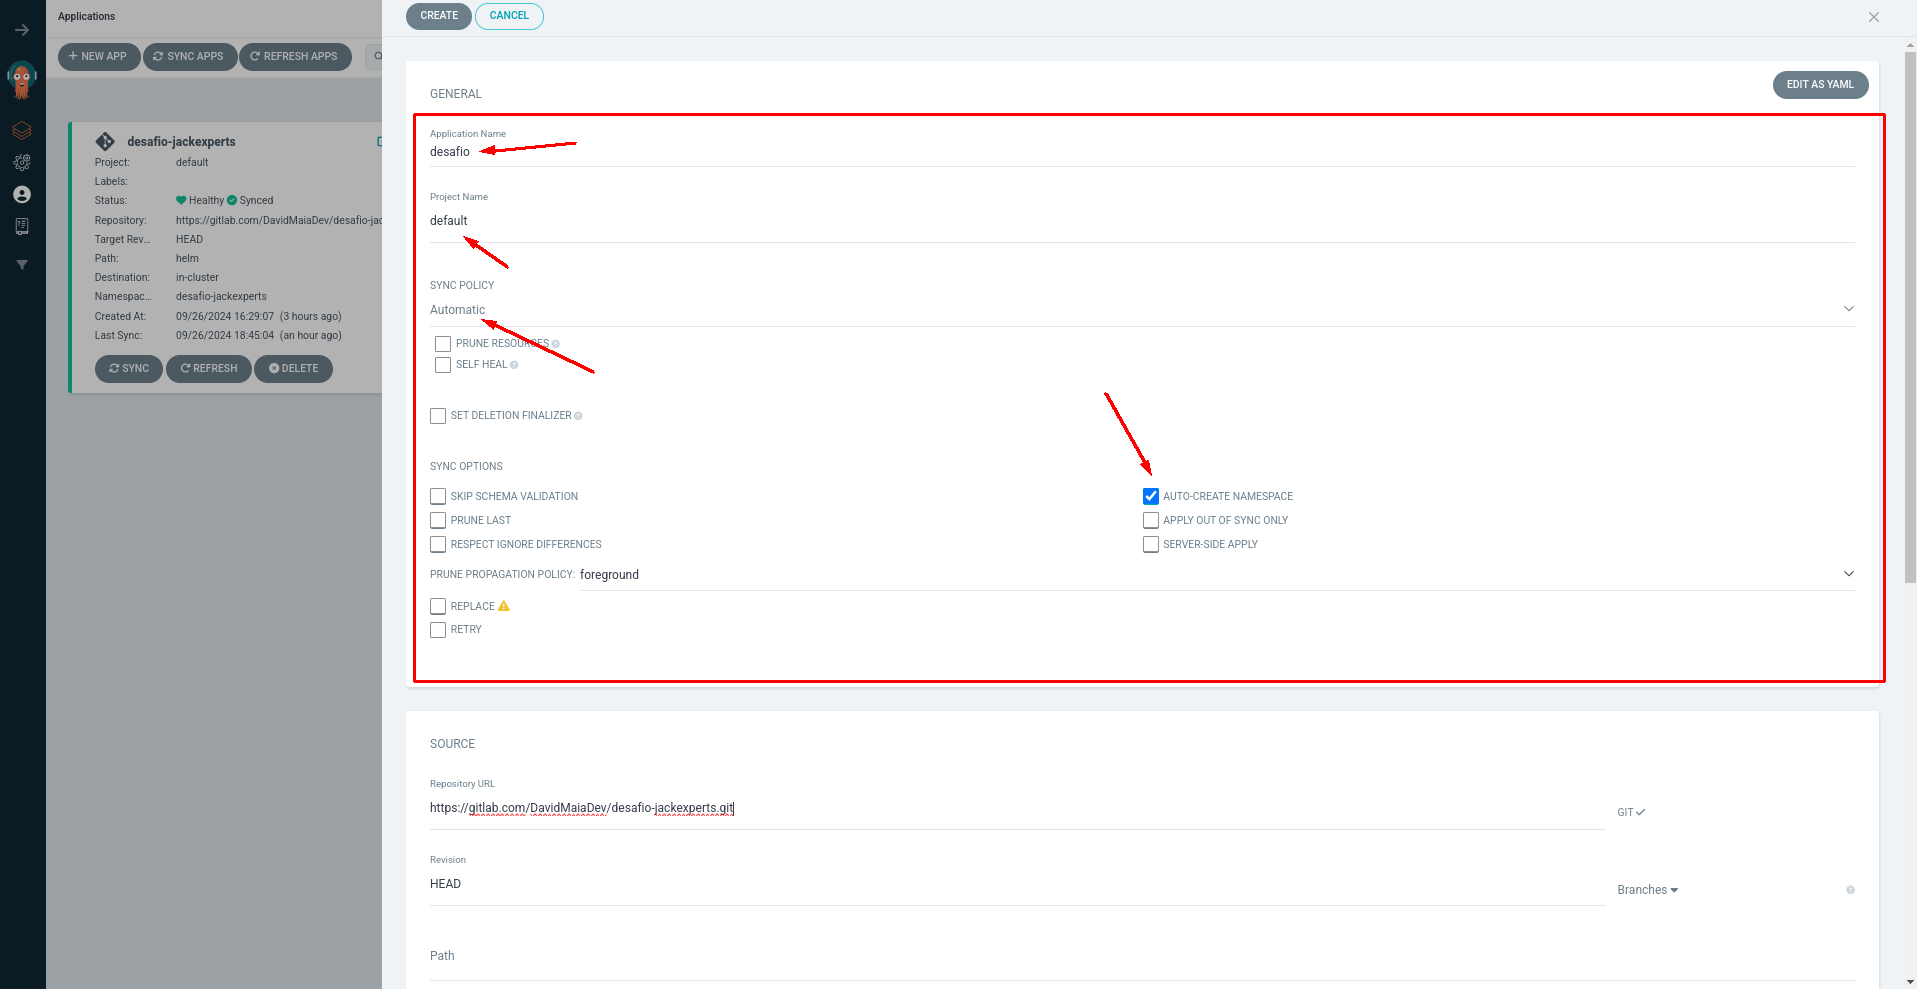 Applications
NEW APP
SYNC APPS
REFRESH APPS
desafio-jackexperts
Project: default
Labels:
Status: Healthy Synced
Repository: https://gitlab.com/DavidMaiaDev/desafio-jac
Target Rev... HEAD
Path: helm
Destination: in-cluster
Namespac... desafio-jackexperts
Created At: 09/26/2024 16:29:07 (3 hours ago)
Last Sync: 09/26/2024 18:45:04 (an hour ago)
SYNC
REFRESH
DELETE
CREATE
CANCEL
GENERAL
EDIT AS YAML
Application Name
desafio
Project Name
default
SYNC POLICY
Automatic
PRUNE RESOURCES
SELF HEAL
SET DELETION FINALIZER
SYNC OPTIONS
SKIP SCHEMA VALIDATION
AUTO-CREATE NAMESPACE
PRUNE LAST
APPLY OUT OF SYNC ONLY
RESPECT IGNORE DIFFERENCES
SERVER-SIDE APPLY
PRUNE PROPAGATION POLICY: foreground
REPLACE
RETRY
SOURCE
Repository URL
https://gitlab.com/DavidMaiaDev/desafio-jackexperts.git
GIT
Revision
HEAD
Branches
Path